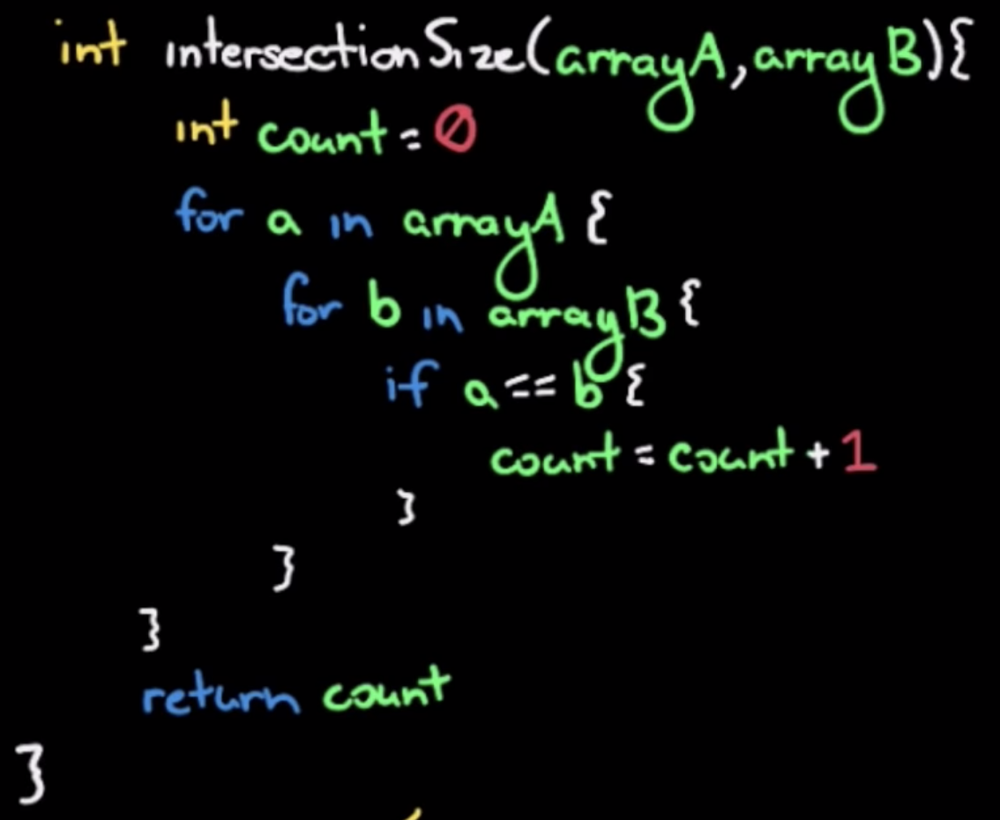 int intersectionSize(arrayA, arrayB){
int count = 0
for a in arrayA {
for b in arrayB {
if a == b {
count = count + 1
}
}
}
return count
}